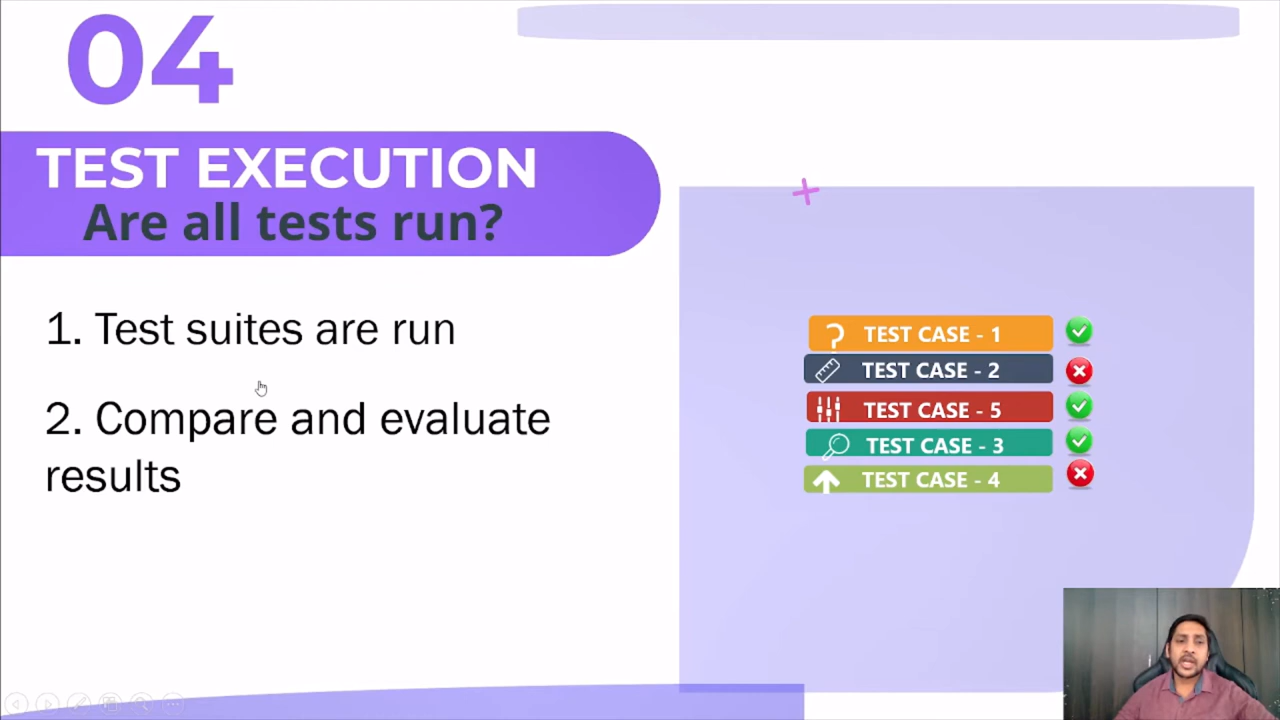 04
TEST EXECUTION
Are all tests run?
1. Test suites are run
2. Compare and evaluate
results
TEST CASE - 1
TEST CASE - 2
TEST CASE - 5
TEST CASE - 3
TEST CASE - 4